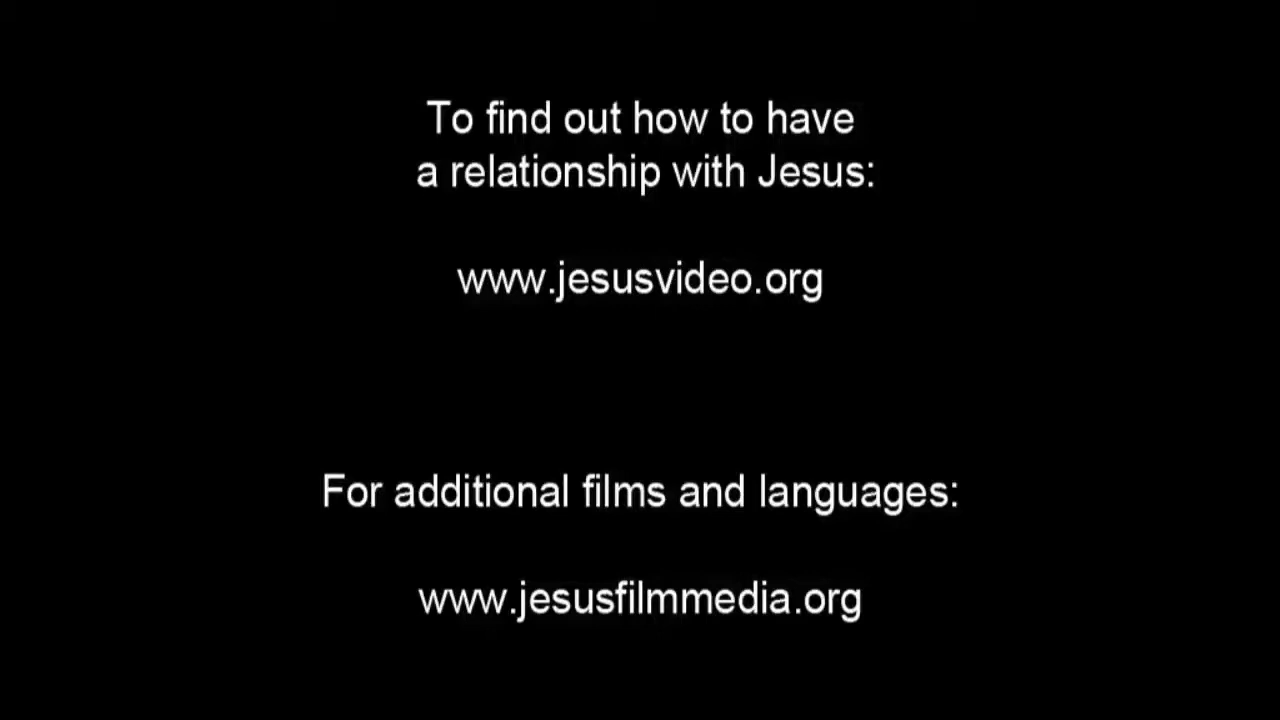 To find out how to have
a relationship with Jesus:
www.jesusvideo.org
For additional films and languages:
www.jesusfilmmedia.org